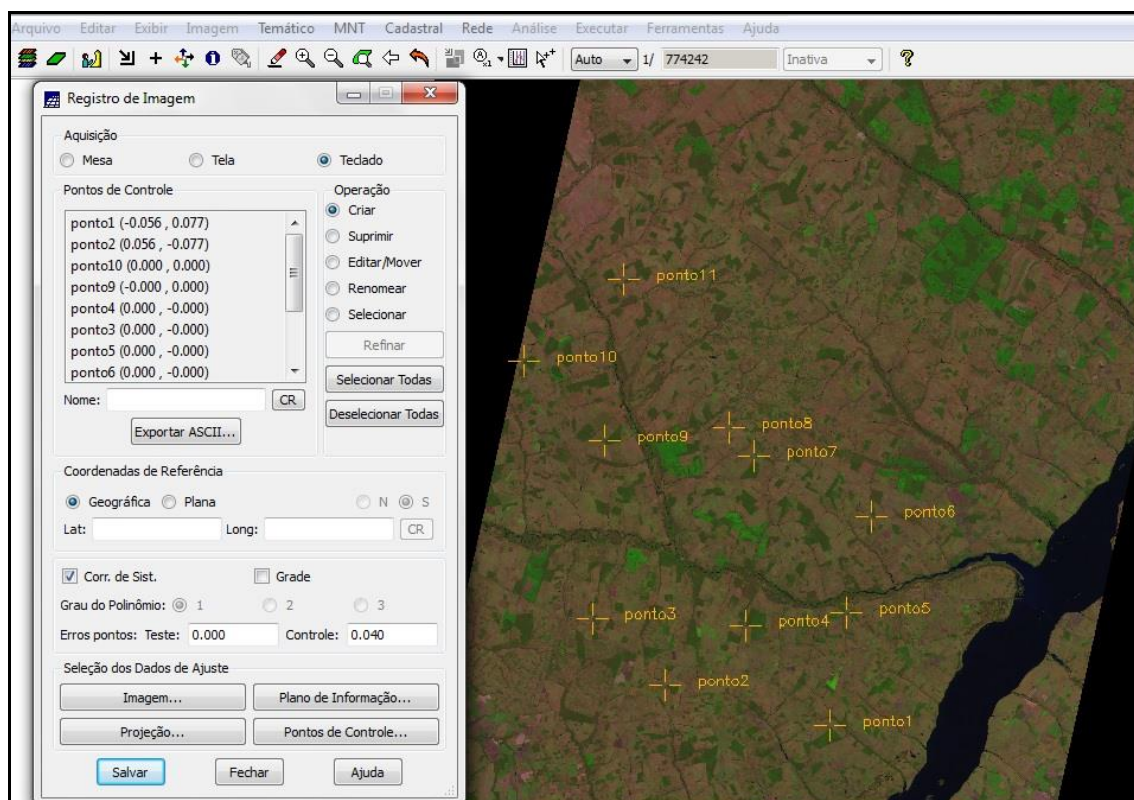 Arquivo Editar Exibir Imagem Temático MNT Cadastral Rede Análise Executar Ferramentas Ajuda
Auto 1/ 774242 Inativa
Registro de Imagem
Aquisição
Mesa Tela Teclado
Pontos de Controle
ponto1 (-0.056 , 0.077)
ponto2 (0.056 , -0.077)
ponto10 (0.000 , 0.000)
ponto9 (-0.000 , 0.000)
ponto4 (0.000 , -0.000)
ponto3 (0.000 , -0.000)
ponto5 (0.000 , -0.000)
ponto6 (0.000 , -0.000)
Nome: CR
Exportar ASCII...
Operação
Criar
Suprimir
Editar/Mover
Renomear
Selecionar
Refinar
Selecionar Todas
Deselecionar Todas
Coordenadas de Referência
Geográfica Plana N S
Lat: Long: CR
Corr. de Sist. Grade
Grau do Polinômio: 1 2 3
Erros pontos: Teste: 0.000 Controle: 0.040
Seleção dos Dados de Ajuste
Imagem... Plano de Informação...
Projeção... Pontos de Controle...
Salvar Fechar Ajuda
ponto11
ponto10
ponto8
ponto9
ponto7
ponto6
ponto5
ponto3
ponto4
ponto2
ponto1